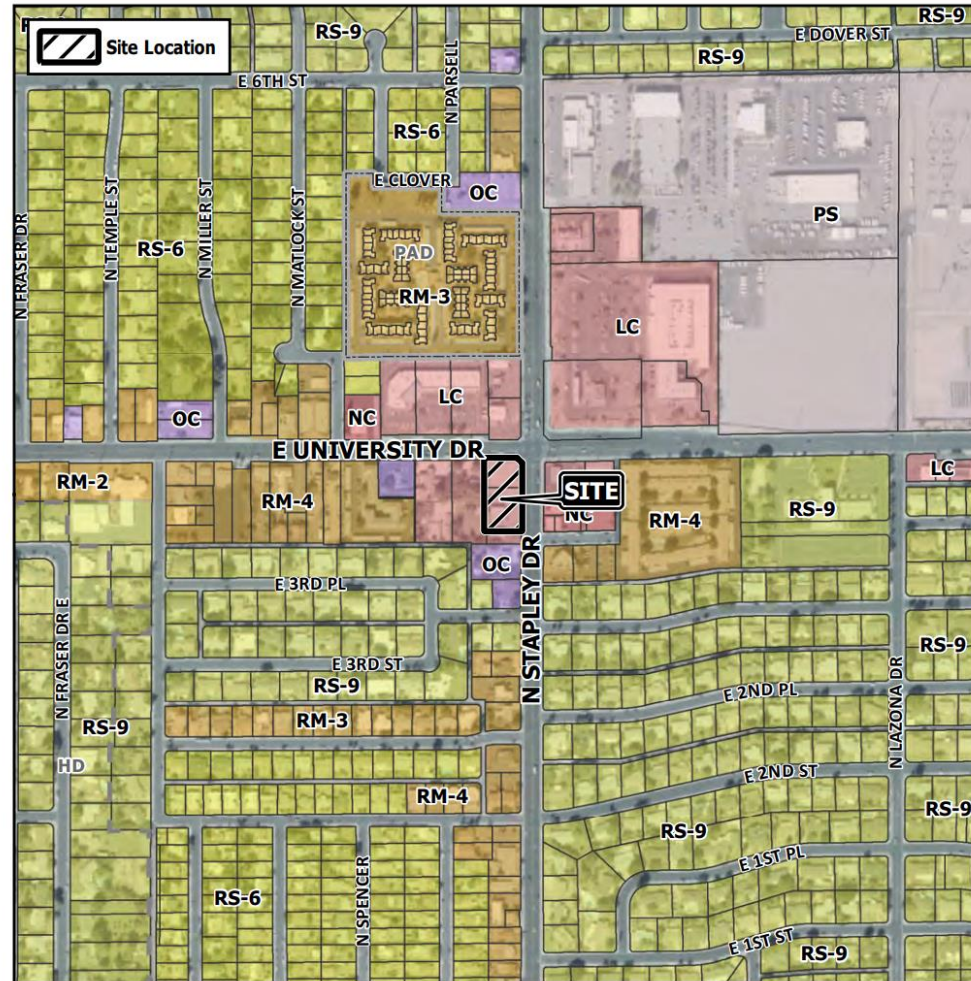 RS-9
RS-9
E DOVER ST
Site Location
RS-9
E 6TH ST
N PARSELL
RS-6
E CLOVER
OC
N FRASER DR
N TEMPLE ST
RS-6
N MILLER ST
N MATLOCK ST
PAD
RM-3
PS
LC
LC
NC
OC
E UNIVERSITY DR
RM-2
RM-4
SITE
NC
RM-4
RS-9
LC
OC
E 3RD PL
N STAPLEY DR
N FRASER DR E
E 3RD ST
RS-9
RS-9
RS-9
RM-3
E 2ND PL
N LAZONA DR
HD
E 2ND ST
RM-4
RS-9
RS-9
E 1ST PL
RS-6
N SPENCER
E 1ST ST
RS-9